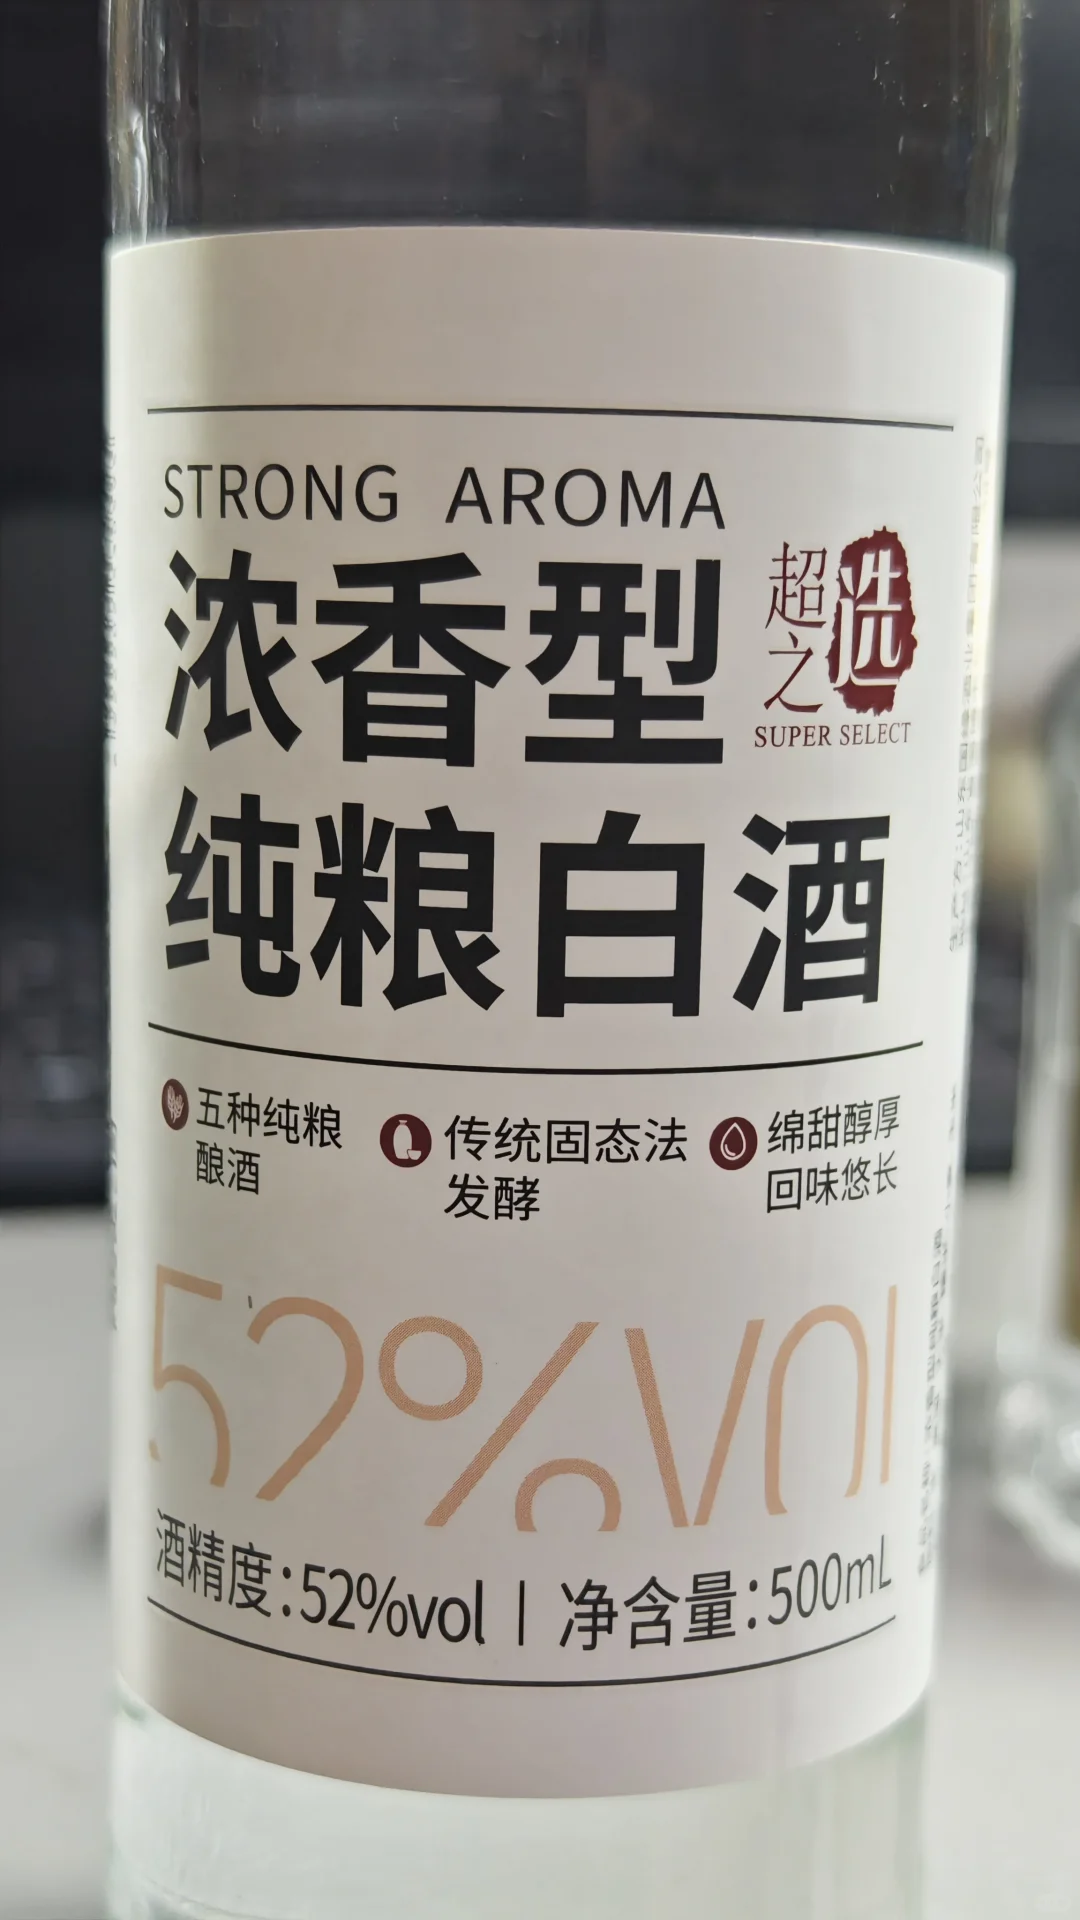 STRONG AROMA
浓香型
超之选
SUPER SELECT
纯粮白酒
五种纯粮
酿酒
传统固态法
发酵
绵甜醇厚
回味悠长
52%vol
酒精度:52%vol | 净含量:500mL